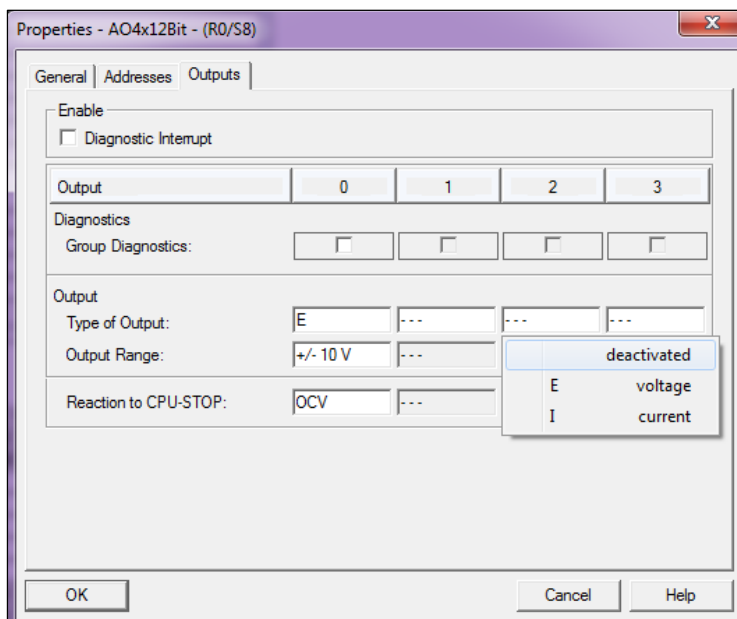 Properties - AO4x12Bit - (R0/S8)
General Addresses Outputs
Enable
Diagnostic Interrupt
Output 0 1 2 3
Diagnostics
Group Diagnostics:
Output
Type of Output: E --- --- ---
Output Range: +/- 10 V ---
deactivated
E voltage
I current
Reaction to CPU-STOP: OCV ---
OK Cancel Help